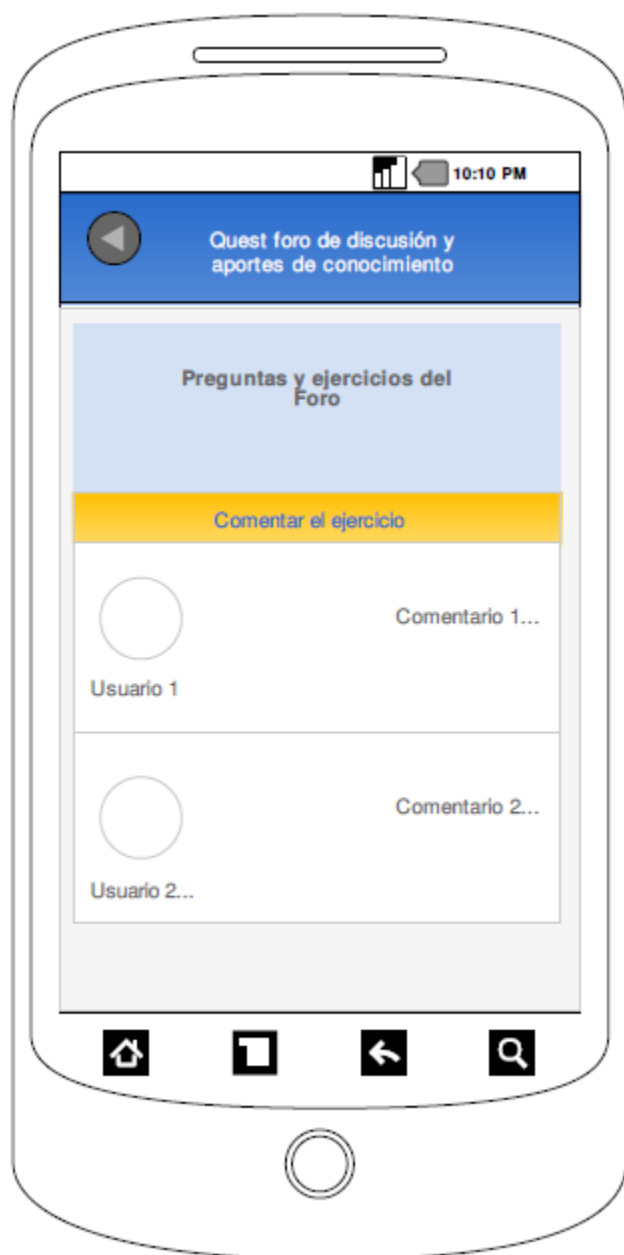 10:10 PM
Quest foro de discusión y
aportes de conocimiento
Preguntas y ejercicios del
Foro
Comentar el ejercicio
Comentario 1...
Usuario 1
Comentario 2...
Usuario 2...